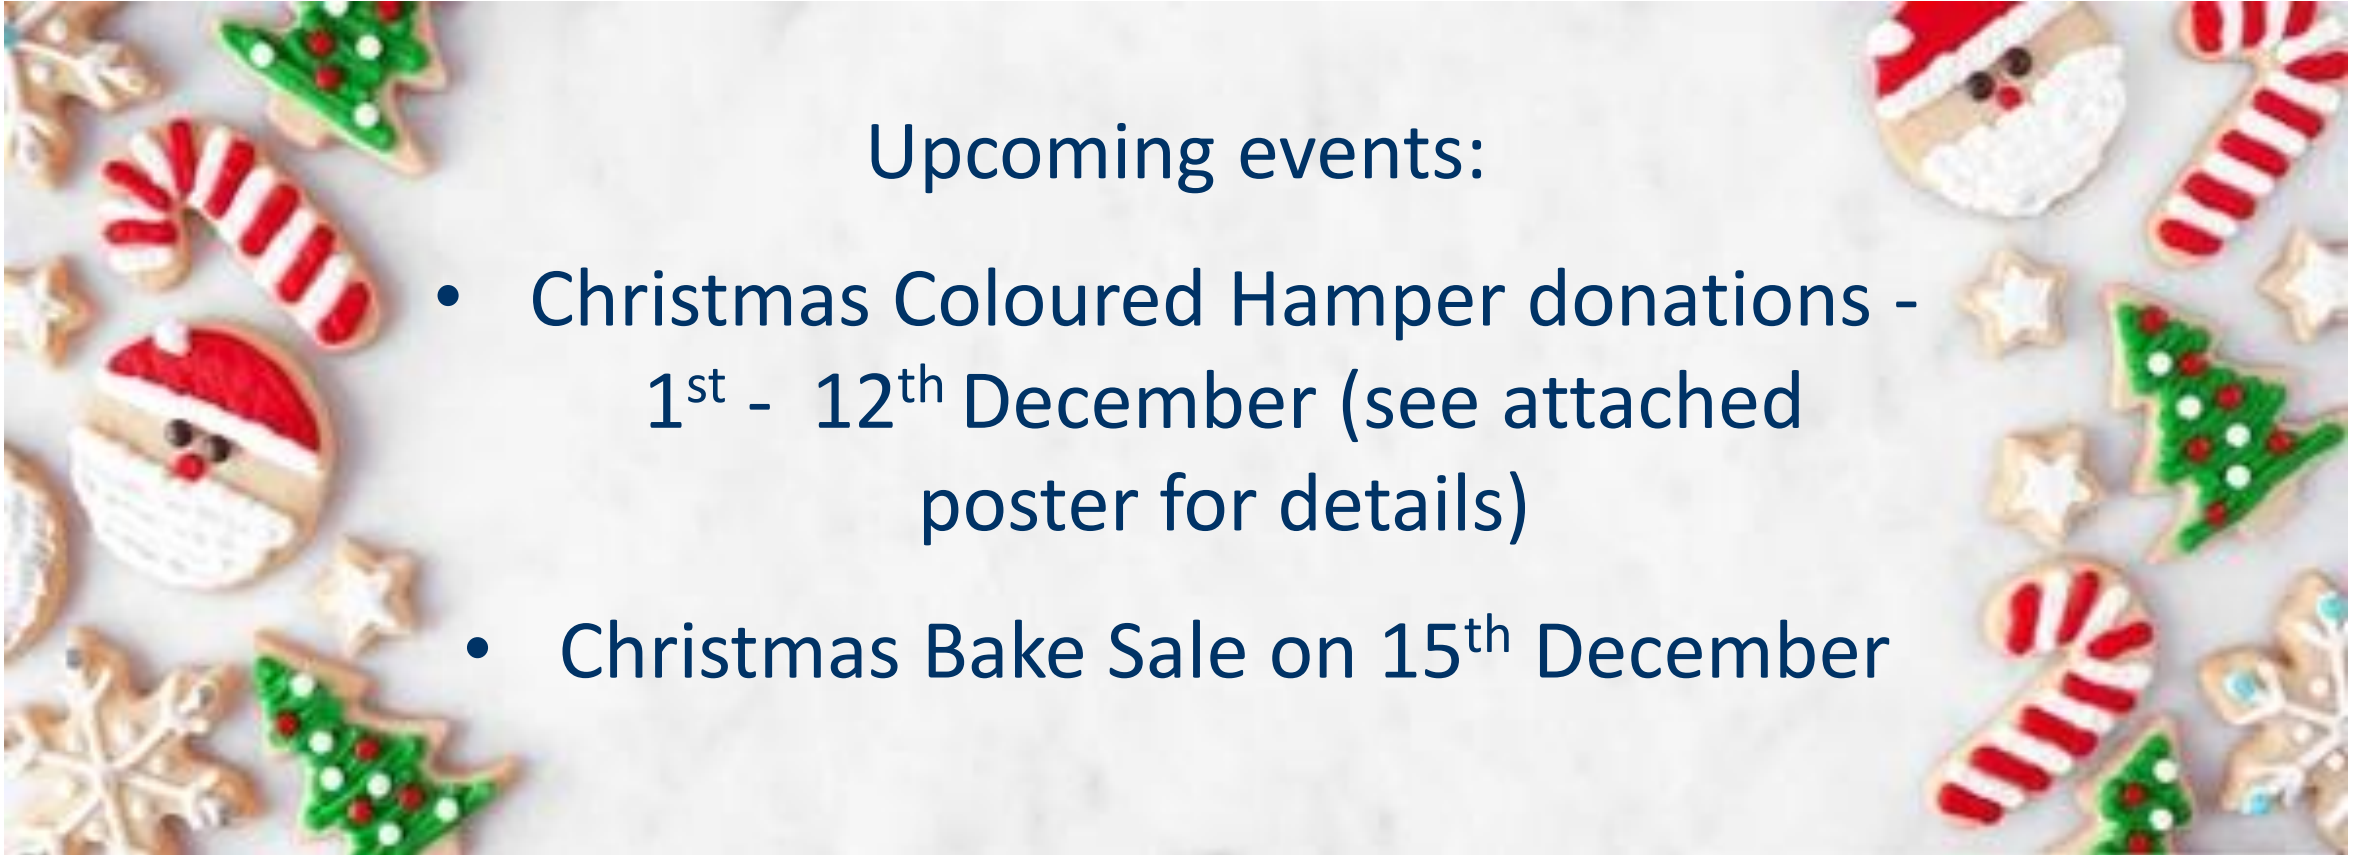 Upcoming events:
• Christmas Coloured Hamper donations -
1st - 12th December (see attached
poster for details)
• Christmas Bake Sale on 15th December